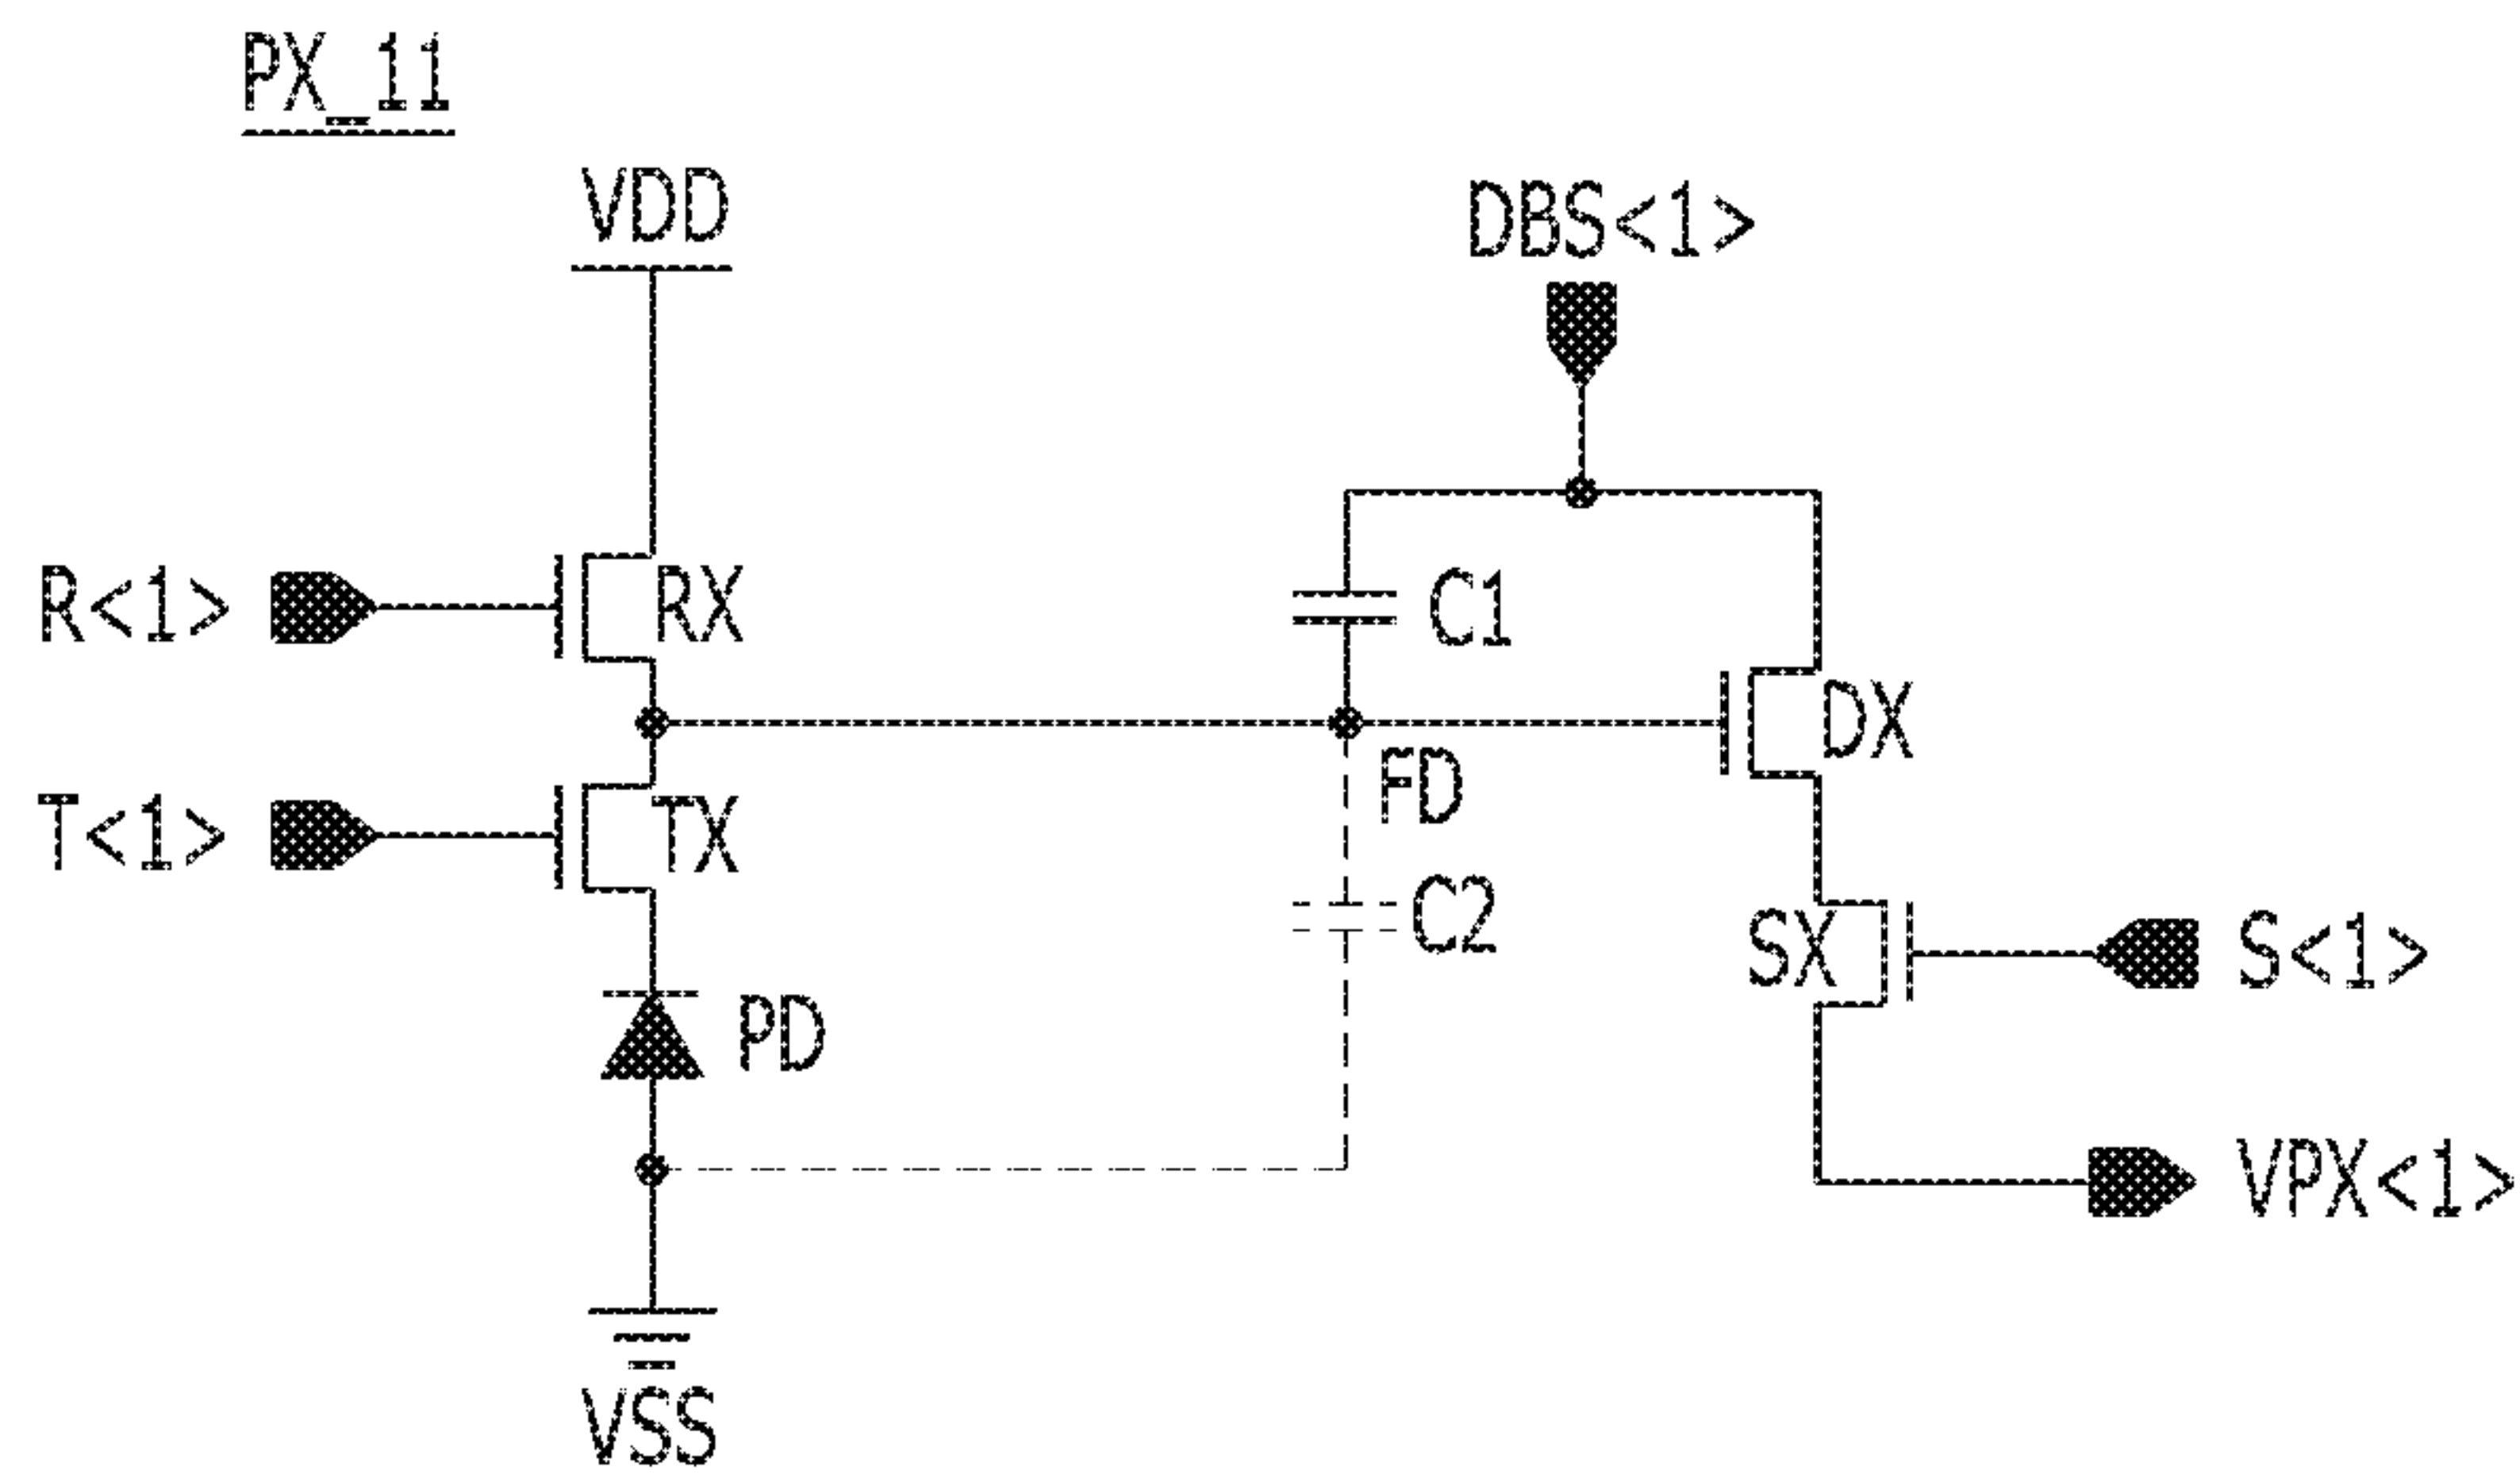 PX_11
VDD
DBS<1>
R<1>
RX
C1
DX
FD
T<1>
TX
C2
SX
S<1>
PD
VPX<1>
VSS